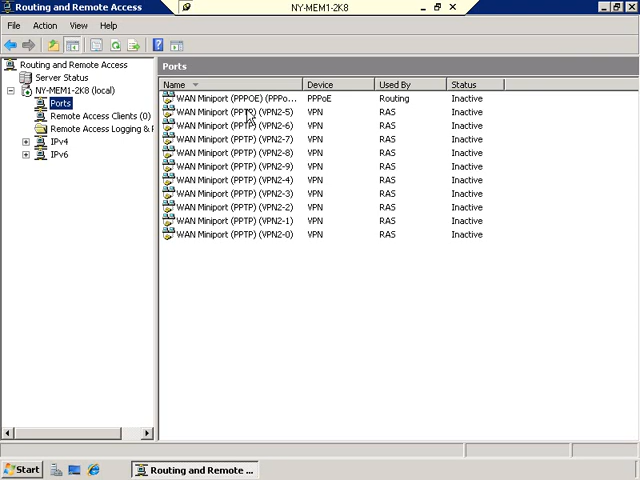 Routing and Remote Access
NY-MEM1-2K8
File Action View Help
Routing and Remote Access
Server Status
NY-MEM1-2K8 (local)
Ports
Remote Access Clients (0)
Remote Access Logging &
IPv4
IPv6
Ports
Name Device Used By Status
WAN Miniport (PPPOE) (PPPo... PPPoE Routing Inactive
WAN Miniport (PPTP) (VPN2-5) VPN RAS Inactive
WAN Miniport (PPTP) (VPN2-6) VPN RAS Inactive
WAN Miniport (PPTP) (VPN2-7) VPN RAS Inactive
WAN Miniport (PPTP) (VPN2-8) VPN RAS Inactive
WAN Miniport (PPTP) (VPN2-9) VPN RAS Inactive
WAN Miniport (PPTP) (VPN2-4) VPN RAS Inactive
WAN Miniport (PPTP) (VPN2-3) VPN RAS Inactive
WAN Miniport (PPTP) (VPN2-2) VPN RAS Inactive
WAN Miniport (PPTP) (VPN2-1) VPN RAS Inactive
WAN Miniport (PPTP) (VPN2-0) VPN RAS Inactive
Start Routing and Remote ...